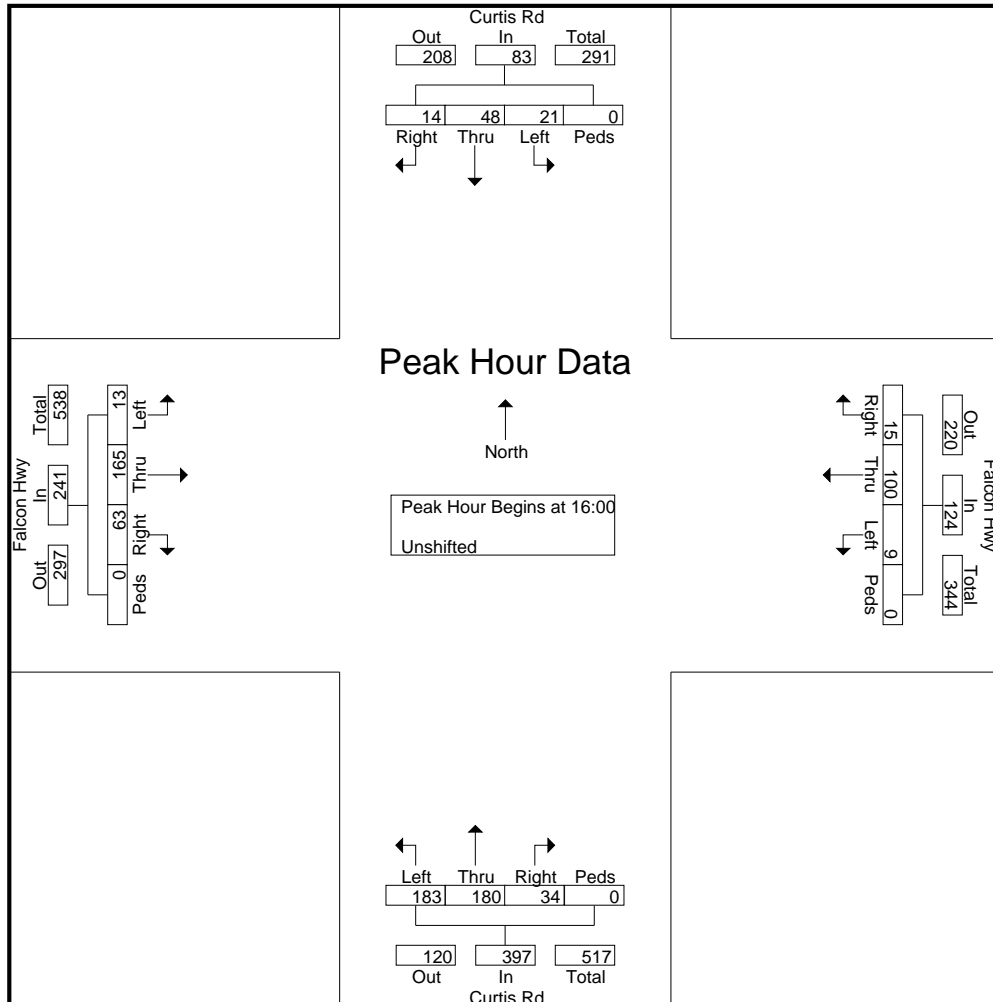 Curtis Rd
Out In Total
208 83 291
14 48 21 0
Right Thru Left Peds
Peak Hour Data
North
Peak Hour Begins at 16:00
Unshifted
Falcon Hwy
Total In Out
538 241 297
13 165 63 0
Left Thru Right Peds
Falcon Hwy
Out In Total
220 124 344
15 100 9 0
Right Thru Left Peds
Left Thru Right Peds
183 180 34 0
120 397 517
Out In Total
Curtis Rd